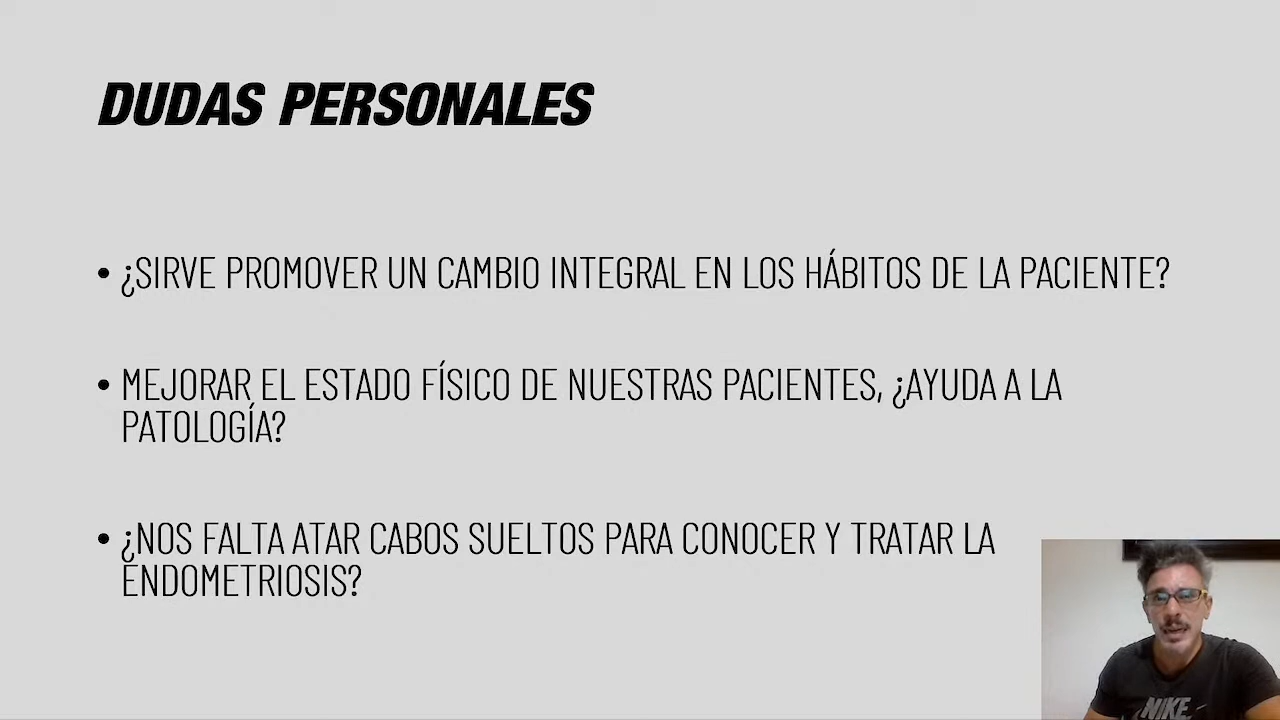 DUDAS PERSONALES
• ¿SIRVE PROMOVER UN CAMBIO INTEGRAL EN LOS HÁBITOS DE LA PACIENTE?
• MEJORAR EL ESTADO FÍSICO DE NUESTRAS PACIENTES, ¿AYUDA A LA
PATOLOGÍA?
• ¿NOS FALTA ATAR CABOS SUELTOS PARA CONOCER Y TRATAR LA
ENDOMETRIOSIS?
NIKE